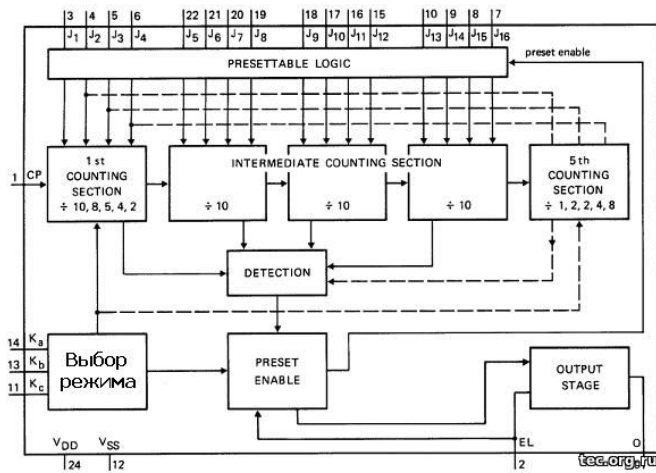 3 4 5 6 22 21 20 19 18 17 16 15 10 9 8 7
J1 J2 J3 J4 J5 J6 J7 J8 J9 J10 J11 J12 J13 J14 J15 J16
PRESETTABLE LOGIC
preset enable
1 CP
1 st
COUNTING
SECTION
÷ 10, 8, 5, 4, 2
INTERMEDIATE COUNTING SECTION
÷ 10 ÷ 10 ÷ 10
5 th
COUNTING
SECTION
÷ 1, 2, 2, 4, 8
DETECTION
14 Ka
13 Kb
11 Kc
Выбор
режима
PRESET
ENABLE
OUTPUT
STAGE
VDD VSS EL O
24 12 2
tec.org.ru